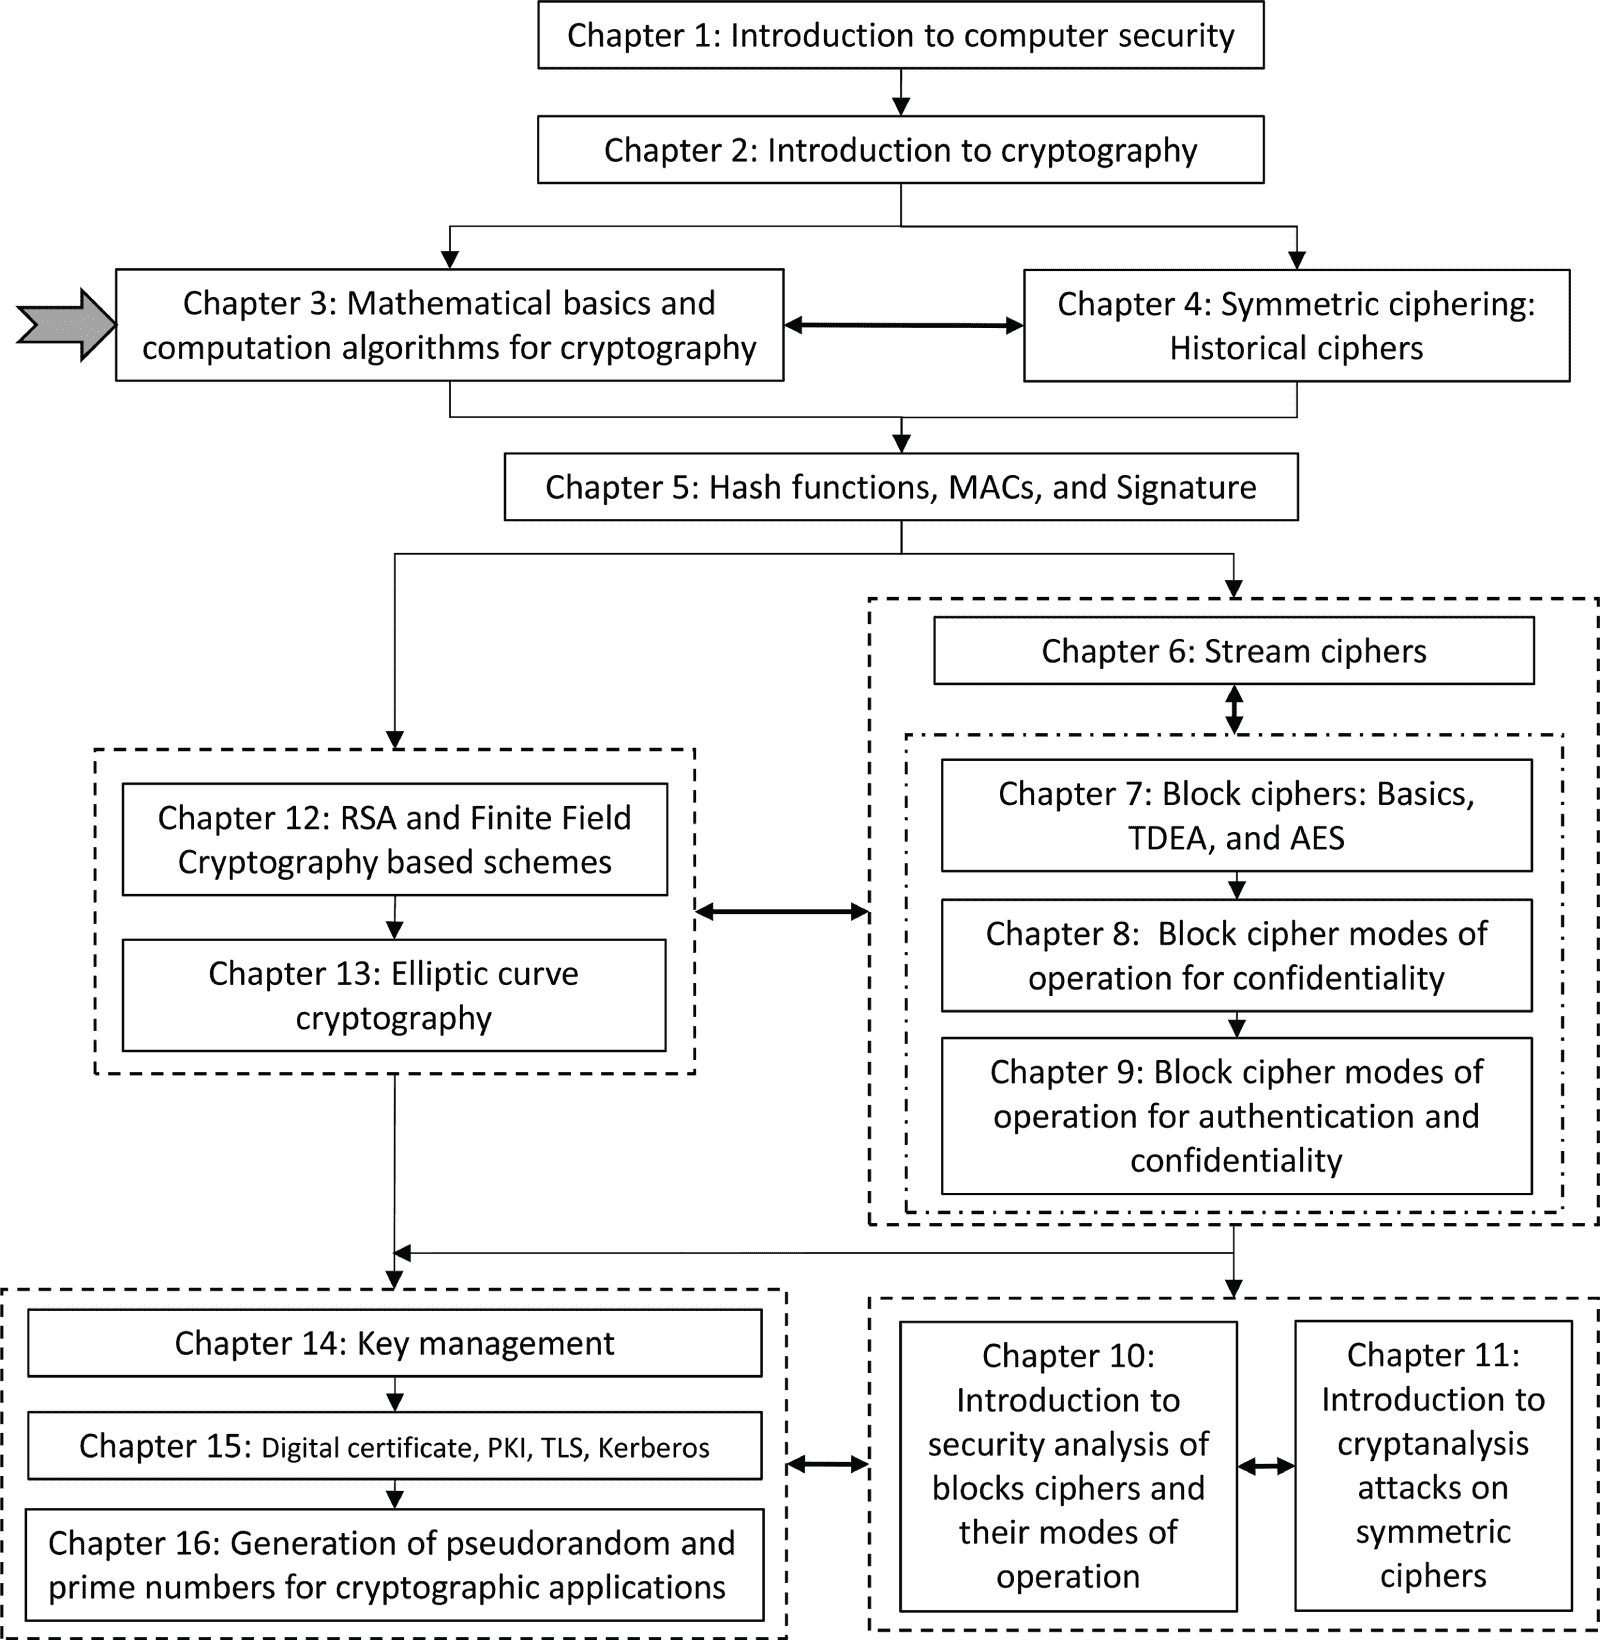 Chapter 1: Introduction to computer security
Chapter 2: Introduction to cryptography
Chapter 3: Mathematical basics and
computation algorithms for cryptography
Chapter 4: Symmetric ciphering:
Historical ciphers
Chapter 5: Hash functions, MACs, and Signature
Chapter 6: Stream ciphers
Chapter 7: Block ciphers: Basics,
TDEA, and AES
Chapter 8:  Block cipher modes of
operation for confidentiality
Chapter 9: Block cipher modes of
operation for authentication and
confidentiality
Chapter 12: RSA and Finite Field
Cryptography based schemes
Chapter 13: Elliptic curve
cryptography
Chapter 14: Key management
Chapter 15: Digital certificate, PKI, TLS, Kerberos
Chapter 16: Generation of pseudorandom and
prime numbers for cryptographic applications
Chapter 10:
Introduction to
security analysis of
blocks ciphers and
their modes of
operation
Chapter 11:
Introduction to
cryptanalysis
attacks on
symmetric
ciphers